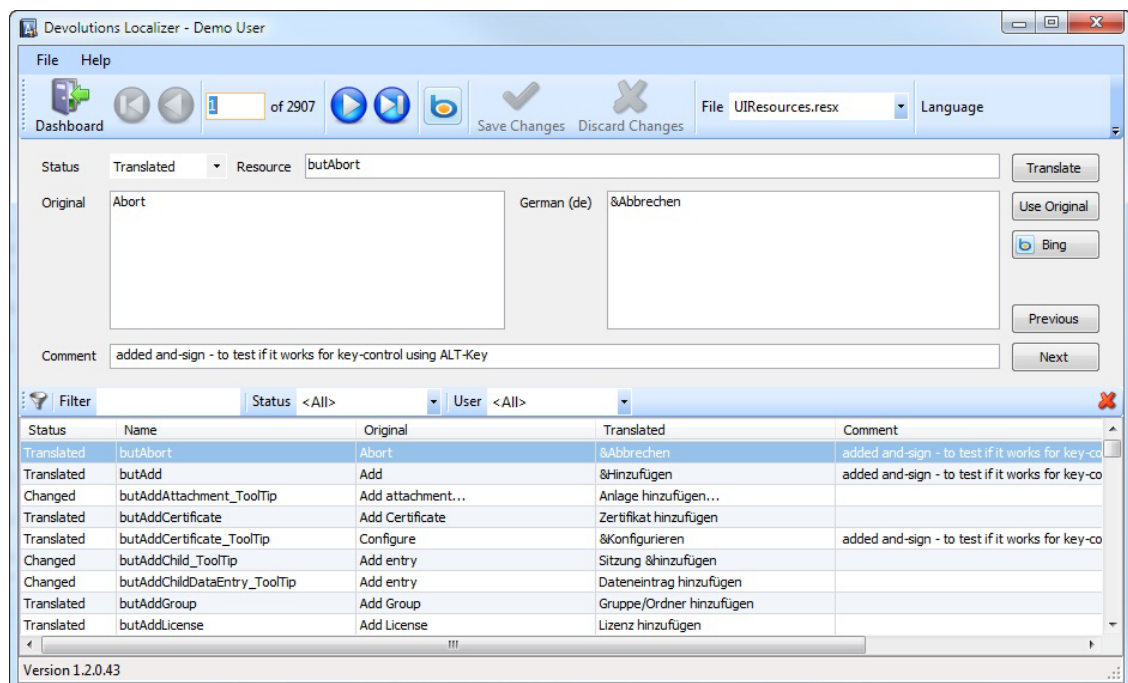 Devolutions Localizer - Demo User
File Help
Dashboard 1 of 2907 Save Changes Discard Changes File UIResources.resx Language
Status Translated Resource butAbort Translate
Original Abort German (de) &Abbrechen Use Original
Bing
Previous
Comment added and-sign - to test if it works for key-control using ALT-Key Next
Filter Status <All> User <All>
Status Name Original Translated Comment
Translated butAbort Abort &Abbrechen added and-sign - to test if it works for key-co
Translated butAdd Add &Hinzufügen added and-sign - to test if it works for key-co
Changed butAddAttachment_ToolTip Add attachment... Anlage hinzufügen...
Translated butAddCertificate Add Certificate Zertifikat hinzufügen
Translated butAddCertificate_ToolTip Configure &Konfigurieren added and-sign - to test if it works for key-co
Changed butAddChild_ToolTip Add entry Sitzung &hinzufügen
Changed butAddChildDataEntry_ToolTip Add entry Dateneintrag hinzufügen
Translated butAddGroup Add Group Gruppe/Ordner hinzufügen
Translated butAddLicense Add License Lizenz hinzufügen
Version 1.2.0.43